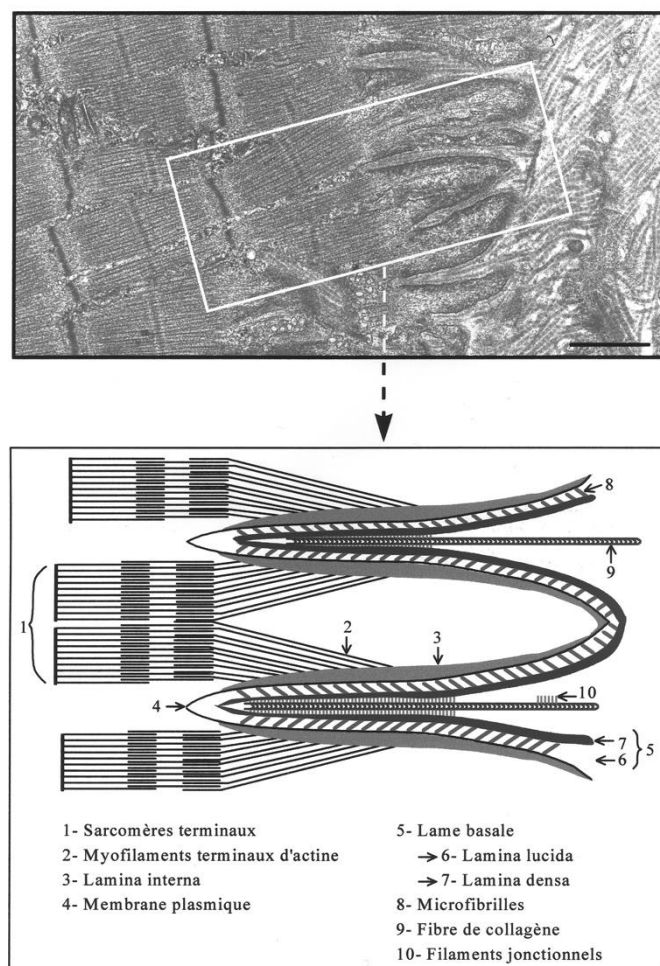 8
9
1
2
3
10
4
7
5
6
1- Sarcomères terminaux
2- Myofilaments terminaux d'actine
3- Lamina interna
4- Membrane plasmique
5- Lame basale
→ 6- Lamina lucida
→ 7- Lamina densa
8- Microfibrilles
9- Fibre de collagène
10- Filaments jonctionnels